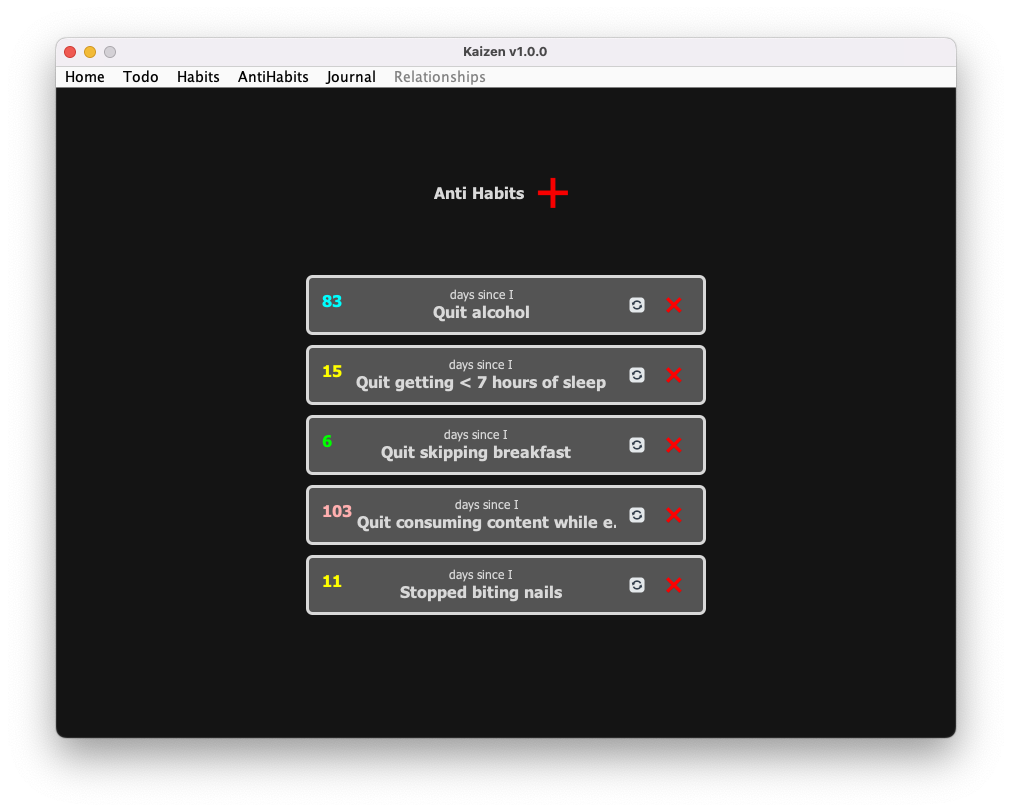 Kaizen v1.0.0
Home Todo Habits AntiHabits Journal Relationships
Anti Habits
83
days since I
Quit alcohol
15
days since I
Quit getting < 7 hours of sleep
6
days since I
Quit skipping breakfast
103
days since I
Quit consuming content while e.
11
days since I
Stopped biting nails